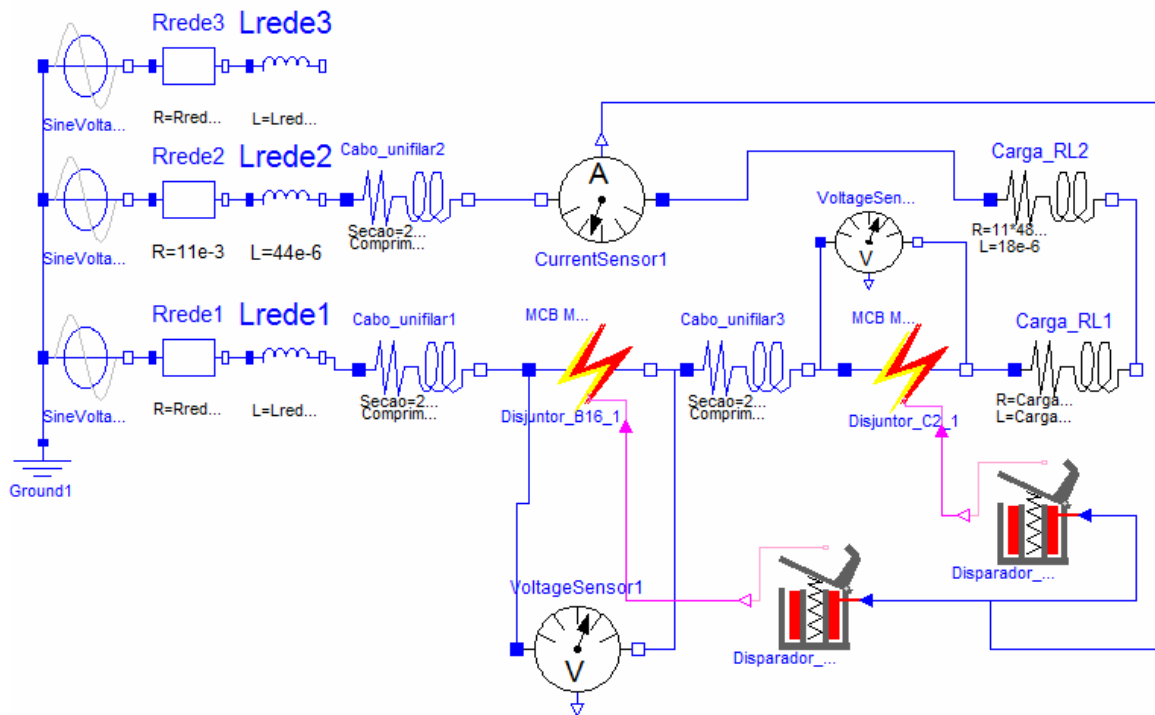 Rrede3
Lrede3
SineVolta...
R=Rred...
L=Lred...
Rrede2
Lrede2
Cabo_unifilar2
A
Carga_RL2
VoltageSen...
SineVolta...
R=11e-3
L=44e-6
Secao=2...
Comprim...
CurrentSensor1
V
R=11*48...
L=18e-6
Rrede1
Lrede1
Cabo_unifilar1
MCB M...
Cabo_unifilar3
MCB M...
Carga_RL1
SineVolta...
R=Rred...
L=Lred...
Secao=2...
Comprim...
Disjuntor_B16_1
Secao=2...
Comprim...
Disjuntor_C2_1
R=Carga...
L=Carga...
Ground1
VoltageSensor1
V
Disparador_...
Disparador_...